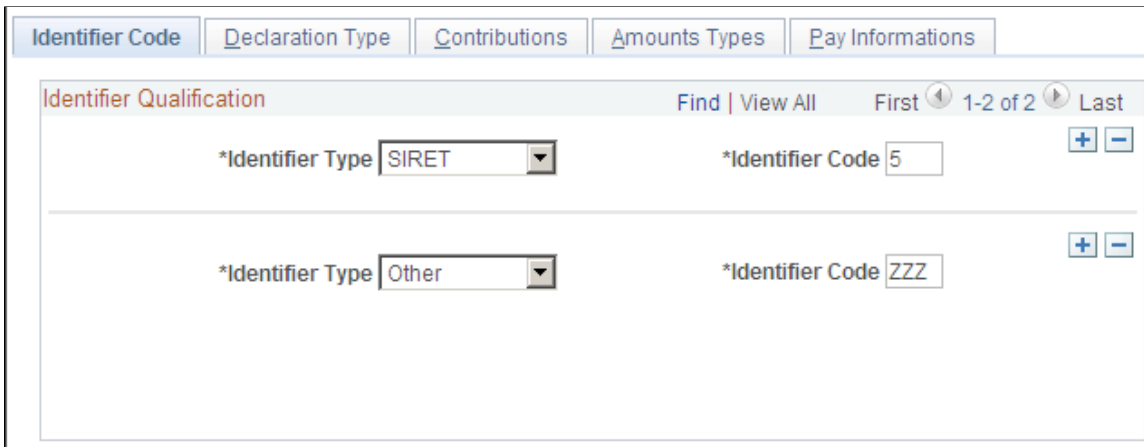 Identifier Code Declaration Type Contributions Amounts Types Pay Informations
Identifier Qualification Find | View All First 1-2 of 2 Last
*Identifier Type SIRET *Identifier Code 5
*Identifier Type Other *Identifier Code ZZZ